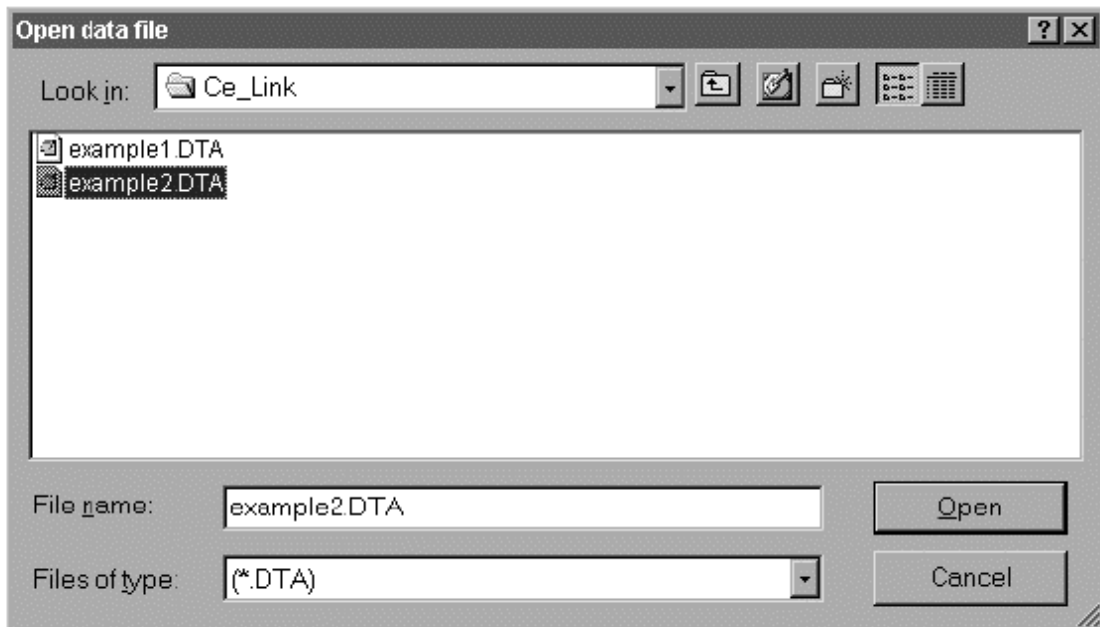 Open data file
Look in: Ce_Link
example1.DTA
example2.DTA
File name: example2.DTA Open
Files of type: (*.DTA) Cancel